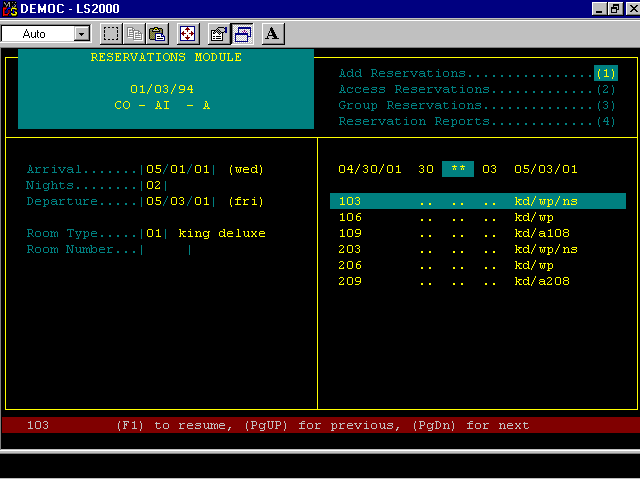 DEMOC - LS2000
Auto
A
RESERVATIONS MODULE
01/03/94
CO - AI - A
Add Reservations................(1)
Access Reservations.............(2)
Group Reservations..............(3)
Reservation Reports.............(4)
Arrival.......|05/01/01| (wed)
Nights........|02|
Departure.....|05/03/01| (fri)
Room Type.....|01| king deluxe
Room Number...| |
04/30/01 30 ** 03 05/03/01
103 .. .. .. kd/wp/ns
106 .. .. .. kd/wp
109 .. .. .. kd/a108
203 .. .. .. kd/wp/ns
206 .. .. .. kd/wp
209 .. .. .. kd/a208
103 (F1) to resume, (PgUP) for previous, (PgDn) for next